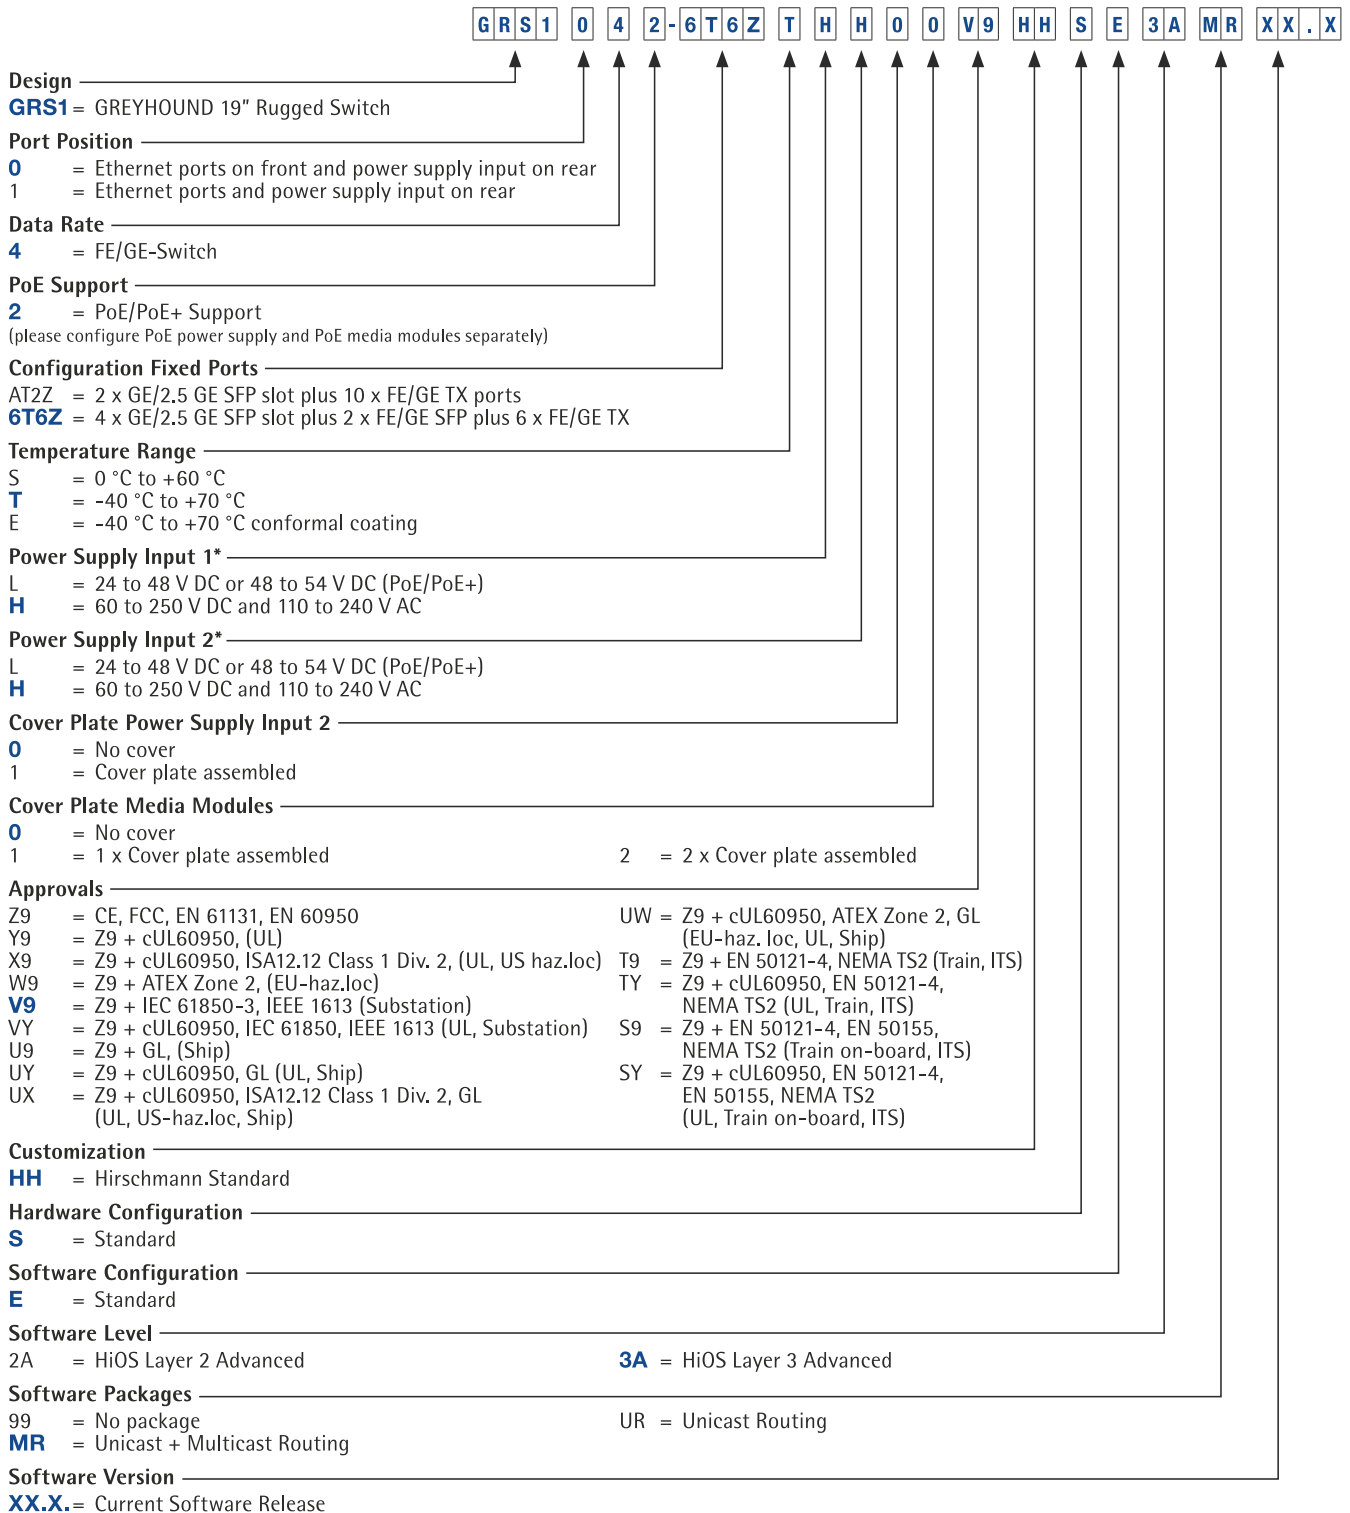 GRS1 0 4 2-6T6Z T H H 0 0 V9 HH S E 3A MR XX.X
Design
GRS1 = GREYHOUND 19" Rugged Switch
Port Position
0 = Ethernet ports on front and power supply input on rear
1 = Ethernet ports and power supply input on rear
Data Rate
4 = FE/GE-Switch
PoE Support
2 = PoE/PoE+ Support
(please configure PoE power supply and PoE media modules separately)
Configuration Fixed Ports
AT2Z = 2 x GE/2.5 GE SFP slot plus 10 x FE/GE TX ports
6T6Z = 4 x GE/2.5 GE SFP slot plus 2 x FE/GE SFP plus 6 x FE/GE TX
Temperature Range
S = 0 °C to +60 °C
T = -40 °C to +70 °C
E = -40 °C to +70 °C conformal coating
Power Supply Input 1*
L = 24 to 48 V DC or 48 to 54 V DC (PoE/PoE+)
H = 60 to 250 V DC and 110 to 240 V AC
Power Supply Input 2*
L = 24 to 48 V DC or 48 to 54 V DC (PoE/PoE+)
H = 60 to 250 V DC and 110 to 240 V AC
Cover Plate Power Supply Input 2
0 = No cover
1 = Cover plate assembled
Cover Plate Media Modules
0 = No cover
1 = 1 x Cover plate assembled
2 = 2 x Cover plate assembled
Approvals
Z9 = CE, FCC, EN 61131, EN 60950
Y9 = Z9 + cUL60950, (UL)
X9 = Z9 + cUL60950, ISA12.12 Class 1 Div. 2, (UL, US haz.loc)
W9 = Z9 + ATEX Zone 2, (EU-haz.loc)
V9 = Z9 + IEC 61850-3, IEEE 1613 (Substation)
VY = Z9 + cUL60950, IEC 61850, IEEE 1613 (UL, Substation)
U9 = Z9 + GL, (Ship)
UY = Z9 + cUL60950, GL (UL, Ship)
UX = Z9 + cUL60950, ISA12.12 Class 1 Div. 2, GL
(UL, US-haz.loc, Ship)
UW = Z9 + cUL60950, ATEX Zone 2, GL
(EU-haz. loc, UL, Ship)
T9 = Z9 + EN 50121-4, NEMA TS2 (Train, ITS)
TY = Z9 + cUL60950, EN 50121-4,
NEMA TS2 (UL, Train, ITS)
S9 = Z9 + EN 50121-4, EN 50155,
NEMA TS2 (Train on-board, ITS)
SY = Z9 + cUL60950, EN 50121-4,
EN 50155, NEMA TS2
(UL, Train on-board, ITS)
Customization
HH = Hirschmann Standard
Hardware Configuration
S = Standard
Software Configuration
E = Standard
Software Level
2A = HiOS Layer 2 Advanced
3A = HiOS Layer 3 Advanced
Software Packages
99 = No package
UR = Unicast Routing
MR = Unicast + Multicast Routing
Software Version
XX.X. = Current Software Release